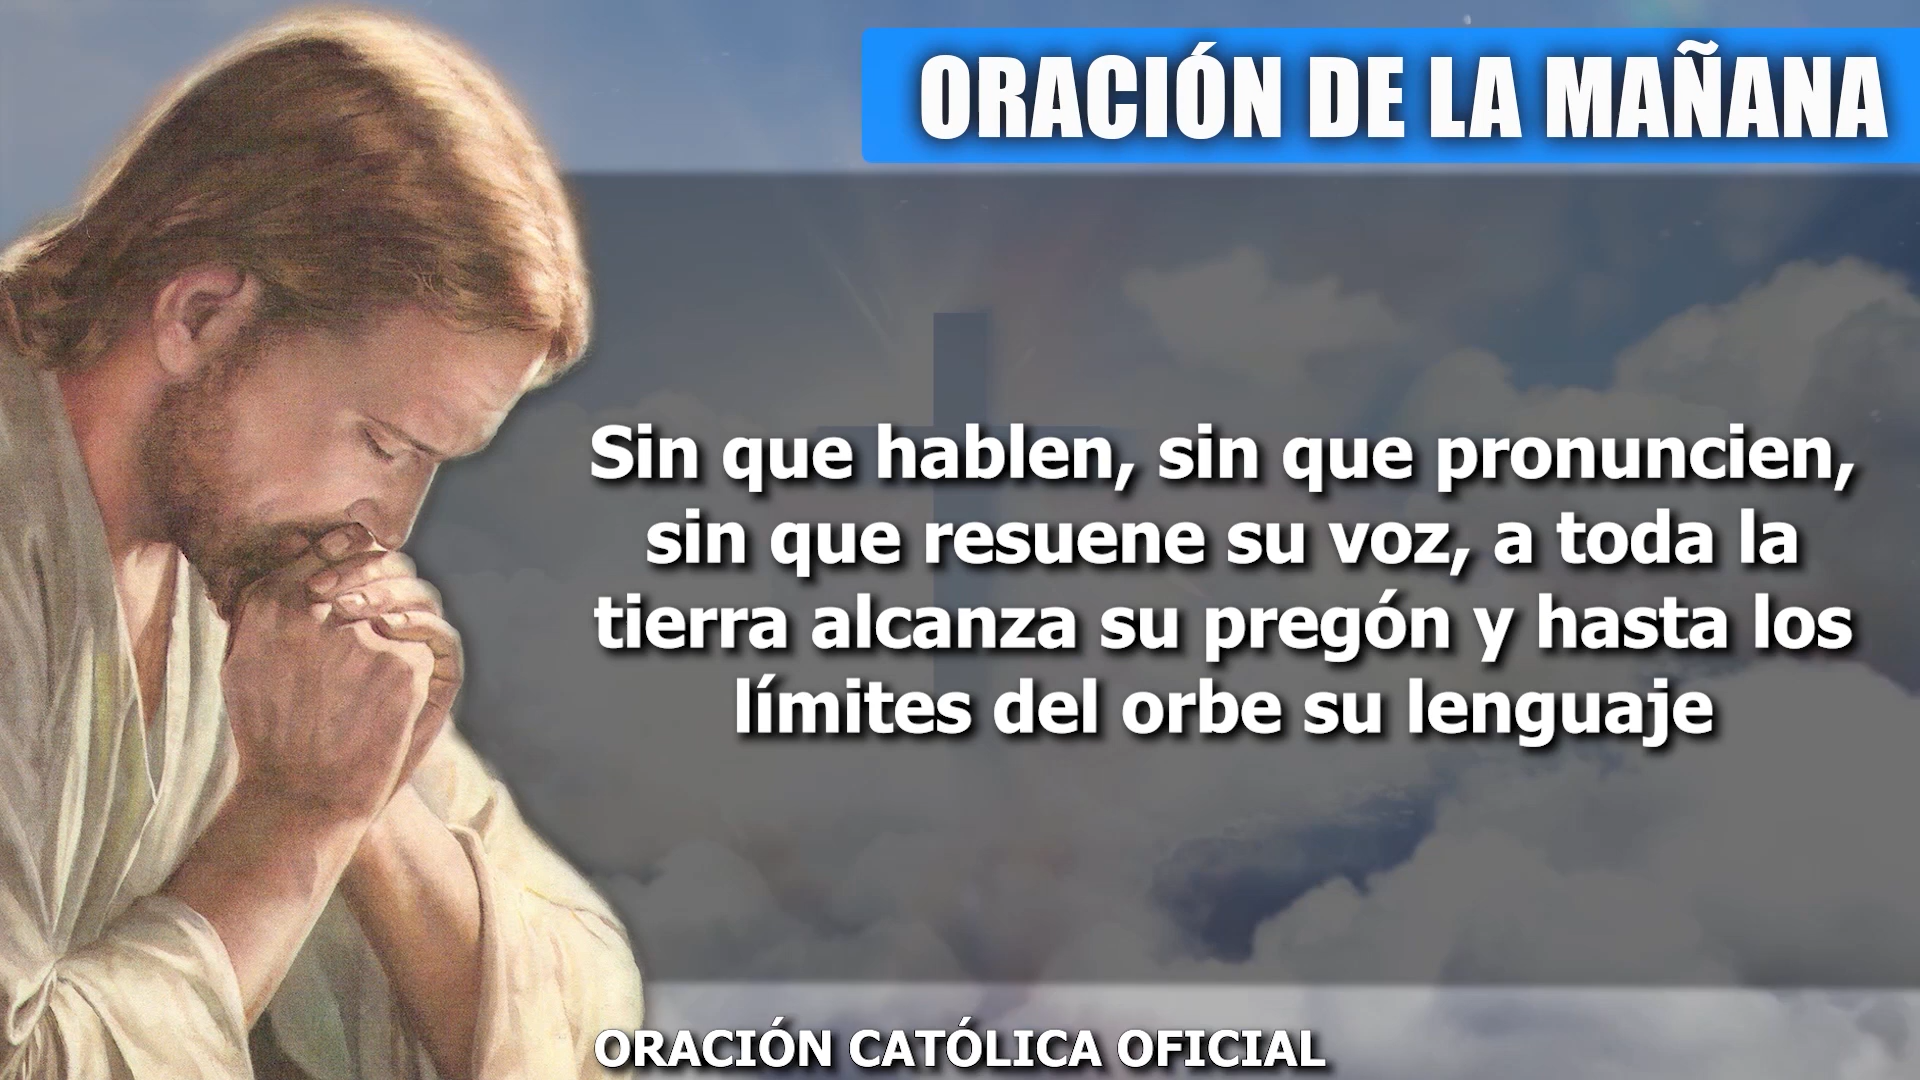 ORACIÓN DE LA MAÑANA
Sin que hablen, sin que pronuncien,
sin que resuene su voz, a toda la
tierra alcanza su pregón y hasta los
límites del orbe su lenguaje
ORACIÓN CATÓLICA OFICIAL